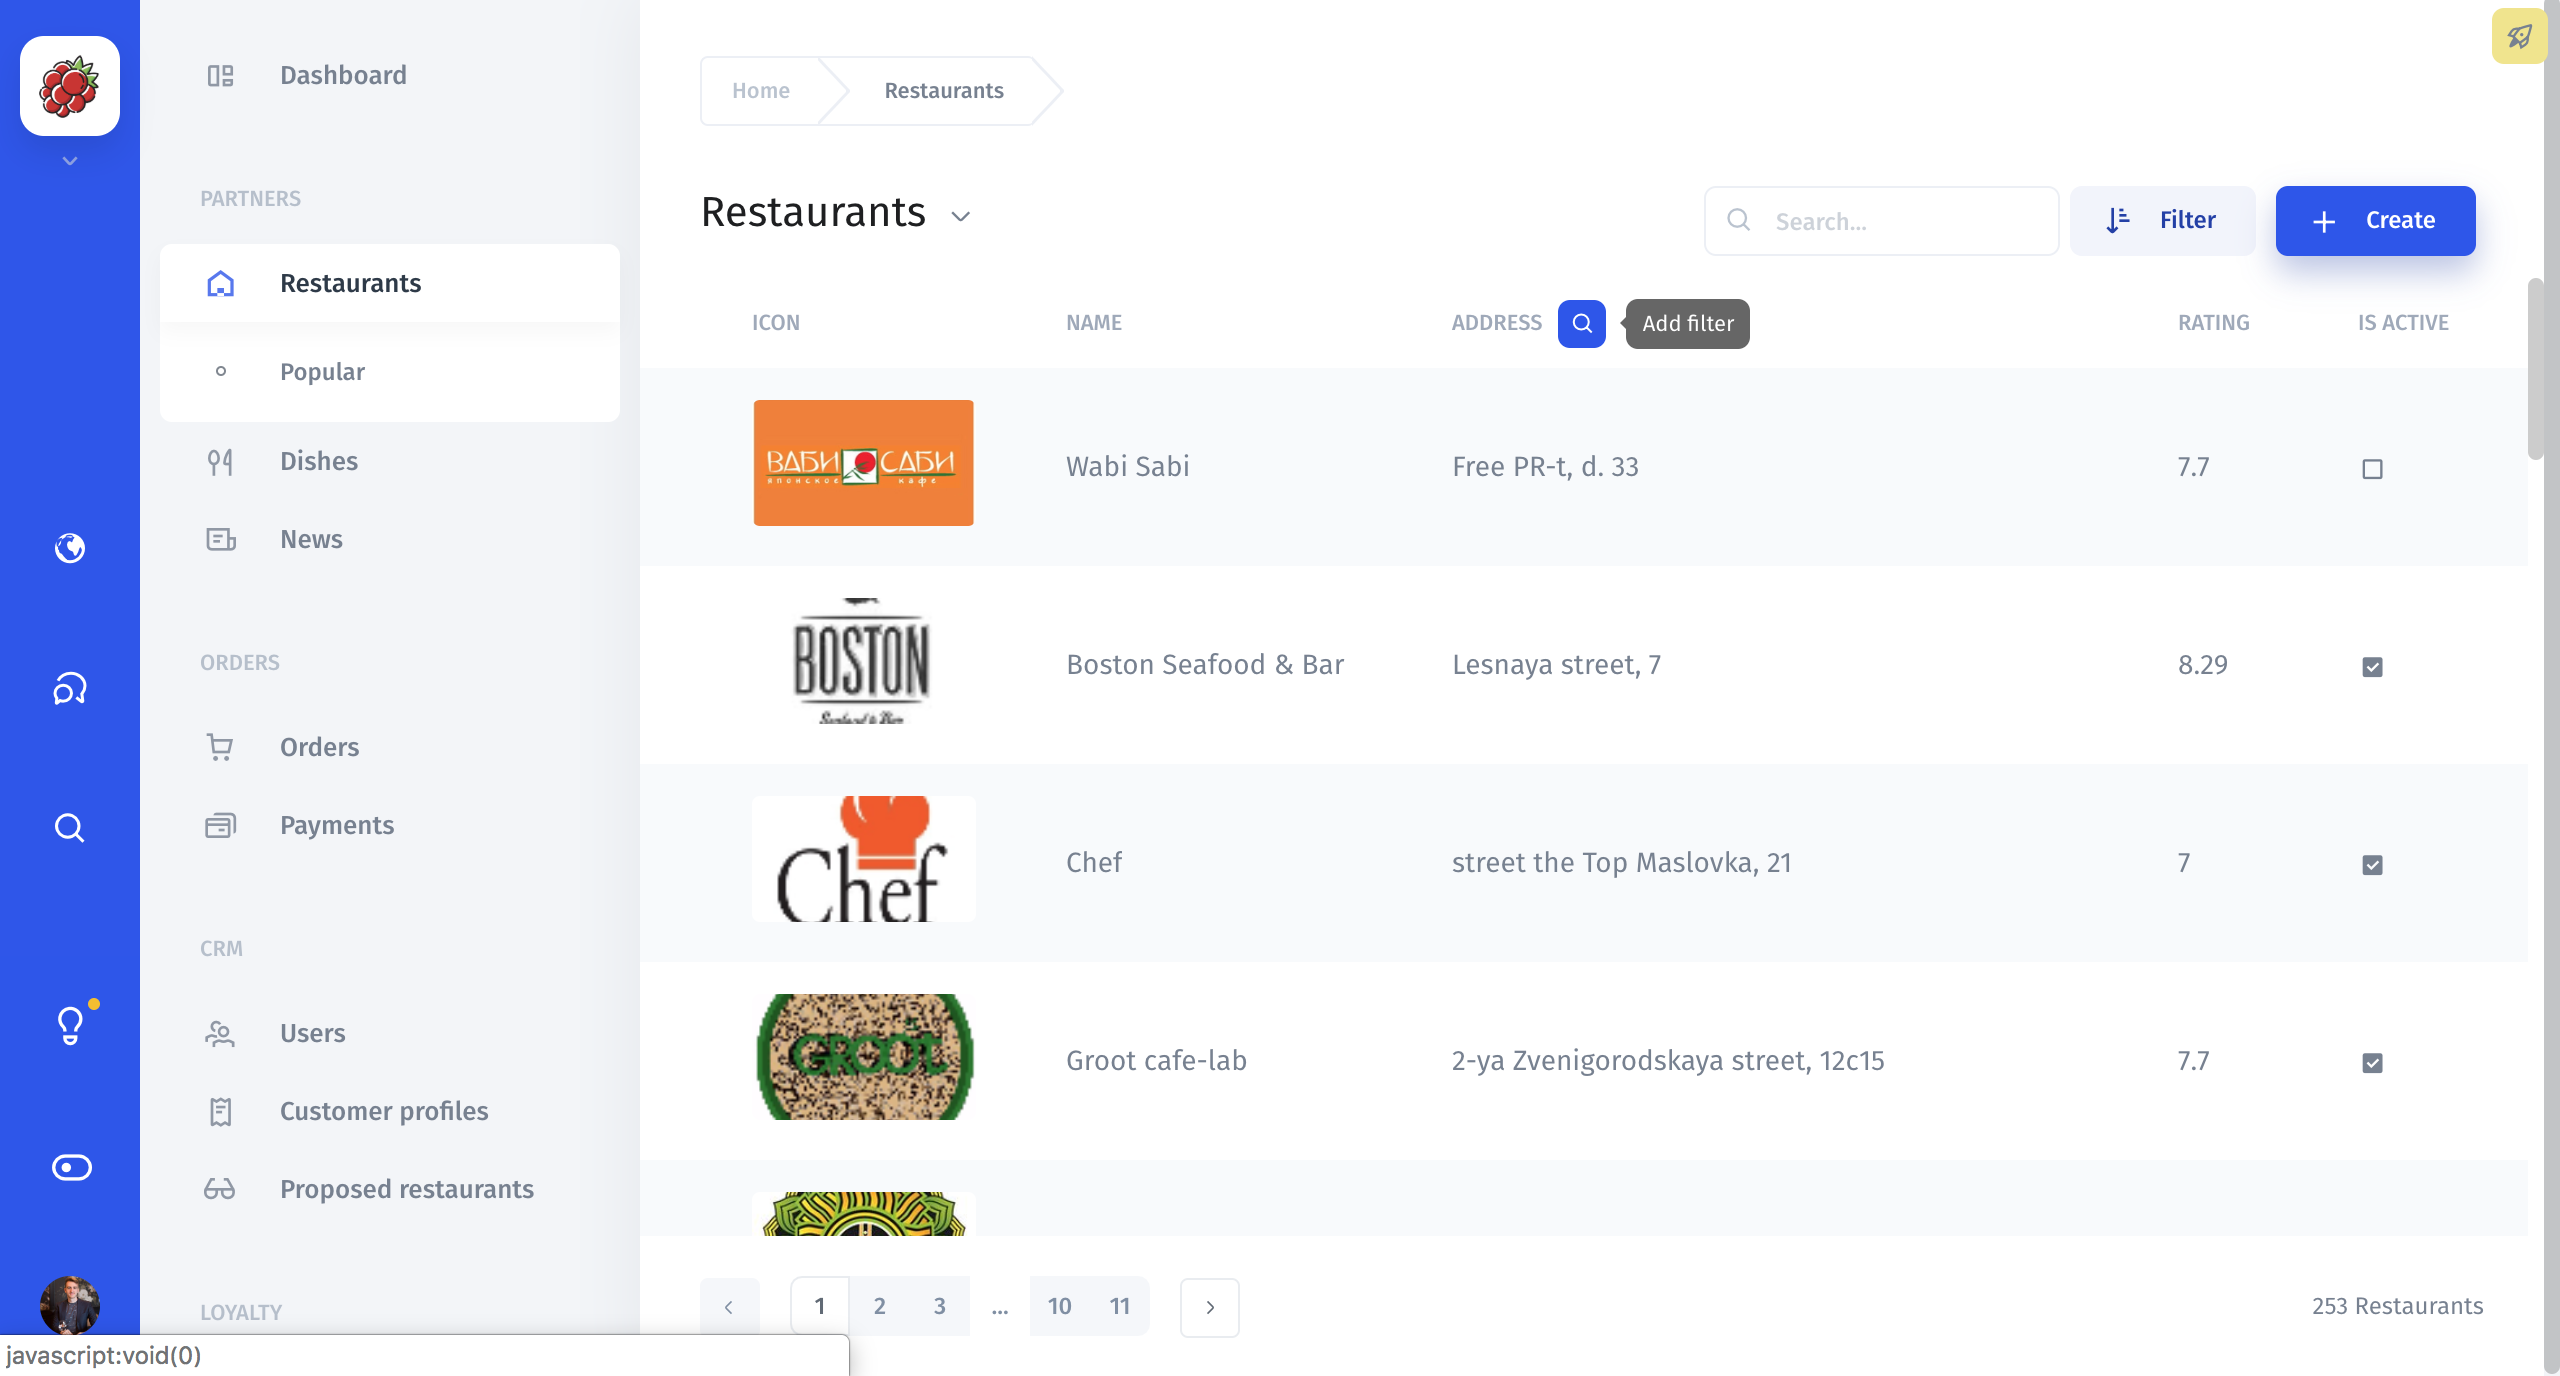 Dashboard
PARTNERS
Restaurants
Popular
Dishes
News
ORDERS
Orders
Payments
CRM
Users
Customer profiles
Proposed restaurants
LOYALTY
javascript:void(0)
Home
Restaurants
Restaurants
Search...
Filter
Create
ICON NAME ADDRESS Add filter RATING IS ACTIVE
ВАБИ САБИ
японское кафе
Wabi Sabi Free PR-t, d. 33 7.7
BOSTON
Seafood & Bar
Boston Seafood & Bar Lesnaya street, 7 8.29
Chef
Chef street the Top Maslovka, 21 7
GROOT
Groot cafe-lab 2-ya Zvenigorodskaya street, 12c15 7.7
1 2 3 ... 10 11
253 Restaurants